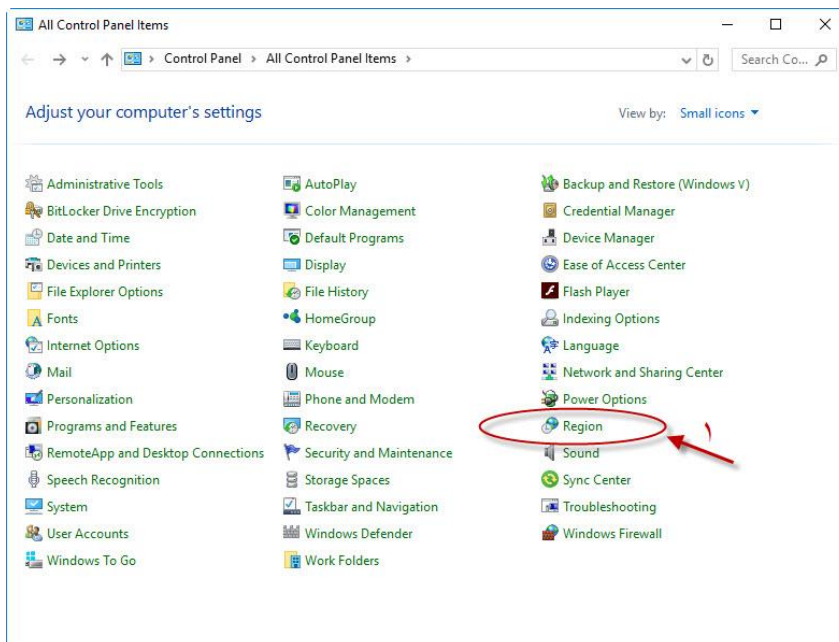 All Control Panel Items
Control Panel > All Control Panel Items >
Search Co...
Adjust your computer's settings
View by: Small icons
Administrative Tools
AutoPlay
Backup and Restore (Windows ۷)
BitLocker Drive Encryption
Color Management
Credential Manager
Date and Time
Default Programs
Device Manager
Devices and Printers
Display
Ease of Access Center
File Explorer Options
File History
Flash Player
Fonts
HomeGroup
Indexing Options
Internet Options
Keyboard
Language
Mail
Mouse
Network and Sharing Center
Personalization
Phone and Modem
Power Options
Programs and Features
Recovery
Region
۱
RemoteApp and Desktop Connections
Security and Maintenance
Sound
Speech Recognition
Storage Spaces
Sync Center
System
Taskbar and Navigation
Troubleshooting
User Accounts
Windows Defender
Windows Firewall
Windows To Go
Work Folders